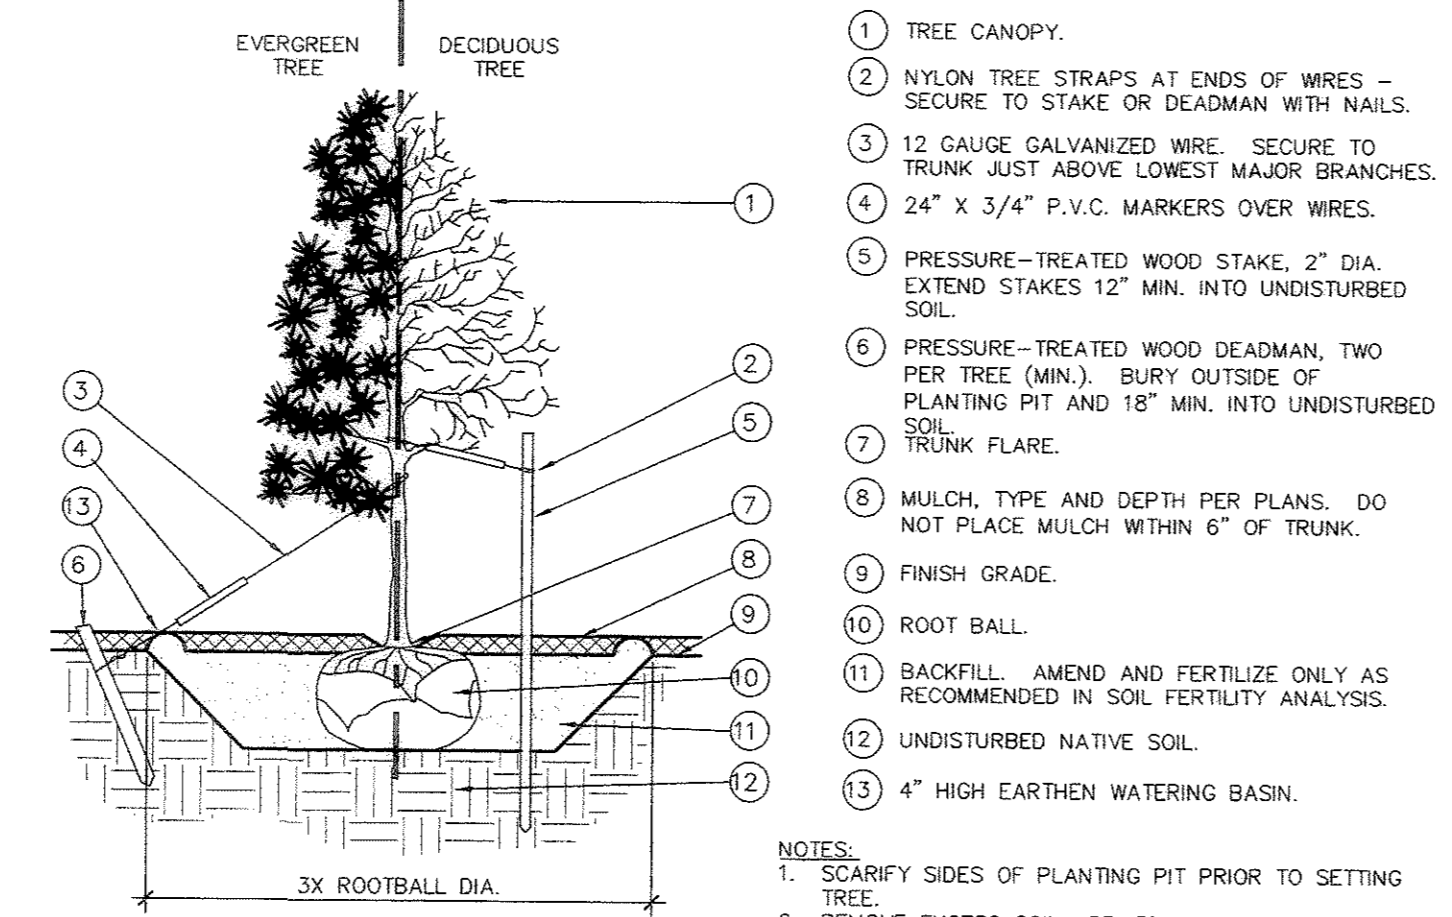 EVERGREEN
TREE
DECIDUOUS
TREE
1
2
5
7
8
9
10
11
12
3
4
13
6
3X ROOTBALL DIA.
1 TREE CANOPY.
2 NYLON TREE STRAPS AT ENDS OF WIRES –
SECURE TO STAKE OR DEADMAN WITH NAILS.
3 12 GAUGE GALVANIZED WIRE. SECURE TO
TRUNK JUST ABOVE LOWEST MAJOR BRANCHES.
4 24" X 3/4" P.V.C. MARKERS OVER WIRES.
5 PRESSURE–TREATED WOOD STAKE, 2" DIA.
EXTEND STAKES 12" MIN. INTO UNDISTURBED
SOIL.
6 PRESSURE–TREATED WOOD DEADMAN, TWO
PER TREE (MIN.). BURY OUTSIDE OF
PLANTING PIT AND 18" MIN. INTO UNDISTURBED
SOIL.
7 TRUNK FLARE.
8 MULCH, TYPE AND DEPTH PER PLANS. DO
NOT PLACE MULCH WITHIN 6" OF TRUNK.
9 FINISH GRADE.
10 ROOT BALL.
11 BACKFILL. AMEND AND FERTILIZE ONLY AS
RECOMMENDED IN SOIL FERTILITY ANALYSIS.
12 UNDISTURBED NATIVE SOIL.
13 4" HIGH EARTHEN WATERING BASIN.
NOTES:
1. SCARIFY SIDES OF PLANTING PIT PRIOR TO SETTING
TREE.